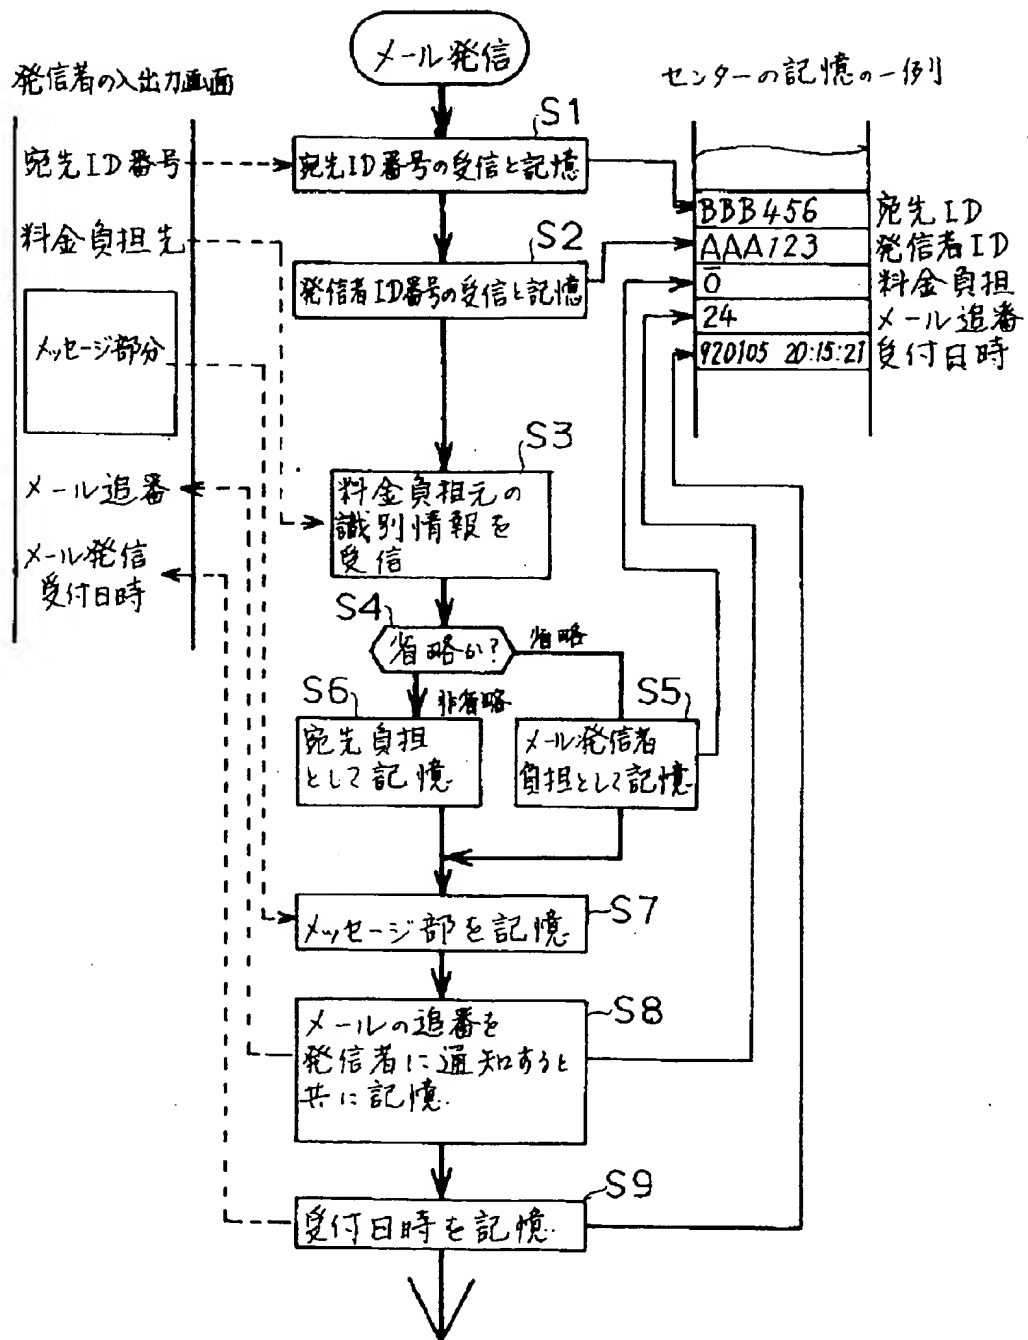 メール発信
発信者の入出力画面
センターの記憶の一例
S1
宛先ID番号
宛先ID番号の受信と記憶
BBB456 宛先ID
料金負担先
S2
発信者ID番号の受信と記憶
AAA123 発信者ID
0 料金負担
24 メール追番
920105 20:15:21 受付日時
メッセージ部分
S3
料金負担元の
識別情報を
受信
メール追番
メール発信
受付日時
S4
省略か?
省略
非省略
S6
宛先負担
として記憶
S5
メール発信者
負担として記憶
S7
メッセージ部を記憶
S8
メールの追番を
発信者に通知すると
共に記憶.
S9
受付日時を記憶.